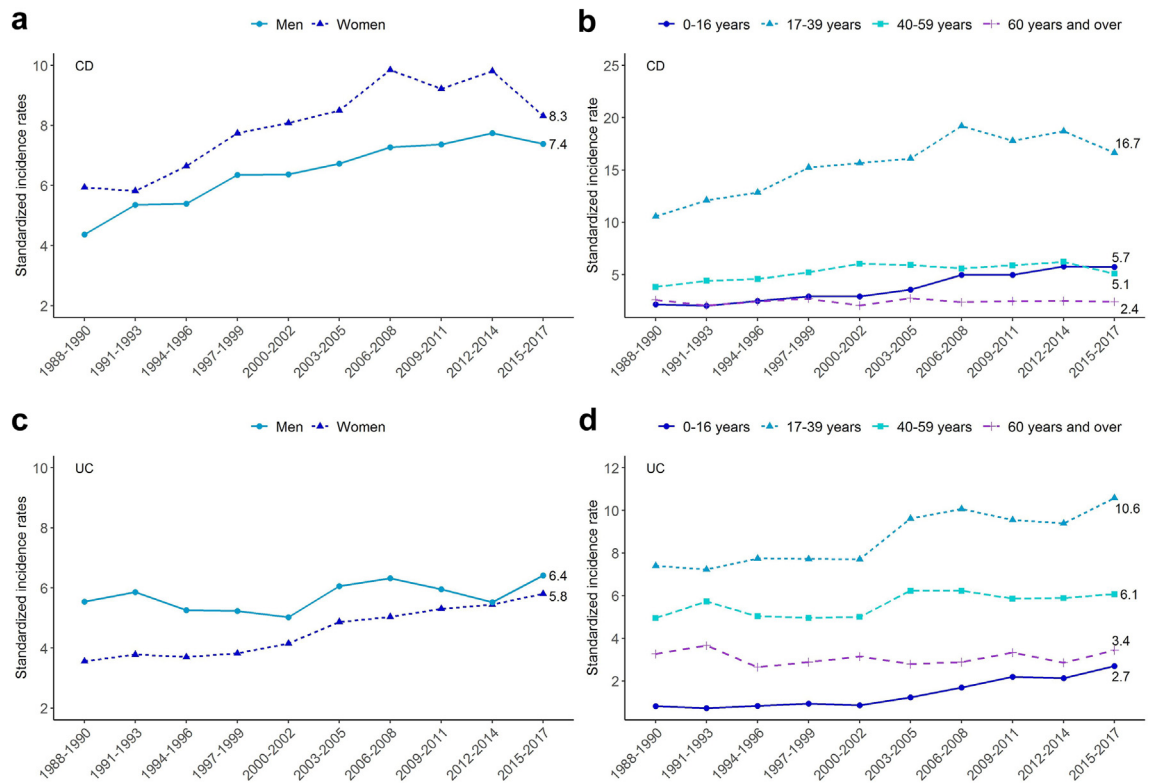 a
Men Women
CD
Standardized incidence rates
10
8
6
4
2
8.3
7.4
1988-1990 1991-1993 1994-1996 1997-1999 2000-2002 2003-2005 2006-2008 2009-2011 2012-2014 2015-2017
b
0-16 years 17-39 years 40-59 years 60 years and over
CD
Standardized incidence rate
25
20
15
10
5
16.7
5.7
5.1
2.4
1988-1990 1991-1993 1994-1996 1997-1999 2000-2002 2003-2005 2006-2008 2009-2011 2012-2014 2015-2017
c
Men Women
UC
Standardized incidence rates
10
8
6
4
2
6.4
5.8
1988-1990 1991-1993 1994-1996 1997-1999 2000-2002 2003-2005 2006-2008 2009-2011 2012-2014 2015-2017
d
0-16 years 17-39 years 40-59 years 60 years and over
UC
Standardized incidence rate
12
10
8
6
4
2
10.6
6.1
3.4
2.7
1988-1990 1991-1993 1994-1996 1997-1999 2000-2002 2003-2005 2006-2008 2009-2011 2012-2014 2015-2017